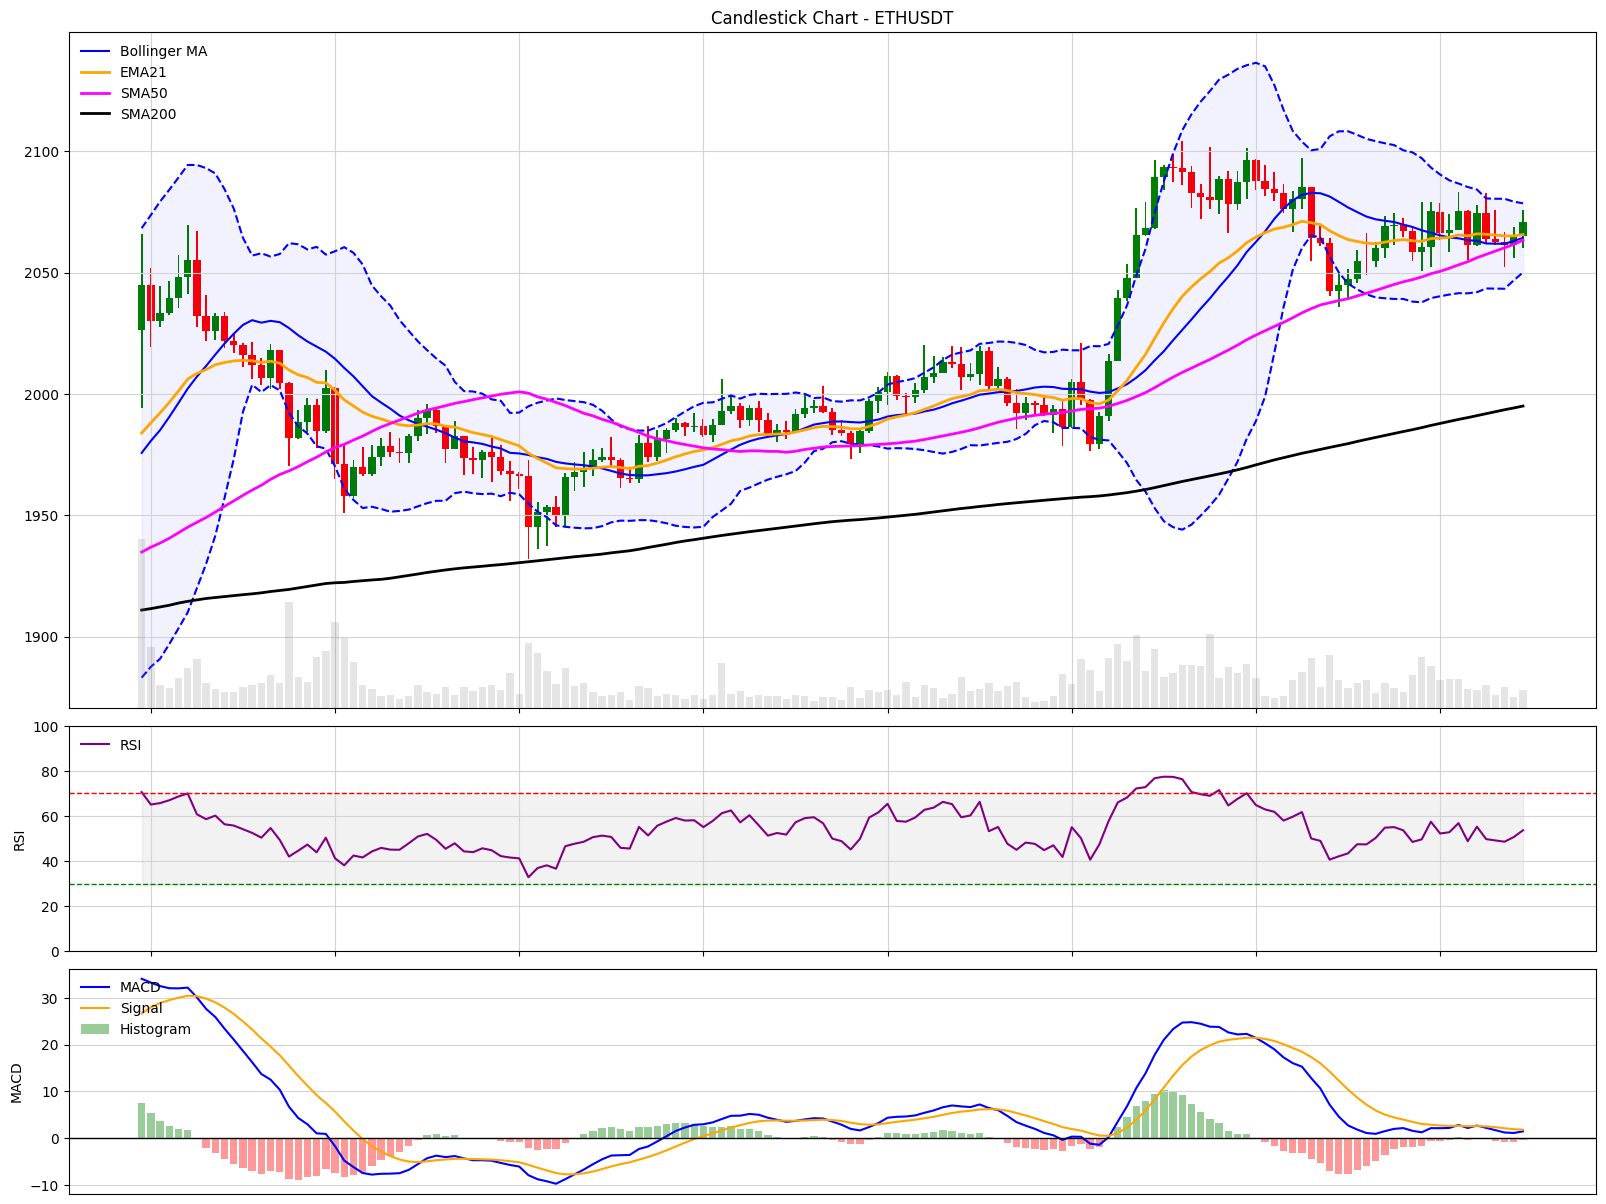 Candlestick Chart - ETHUSDT
Bollinger MA
EMA21
SMA50
SMA200
2100
2050
2000
1950
1900
100
80
60
40
20
0
RSI
RSI
30
20
10
0
−10
MACD
MACD
Signal
Histogram